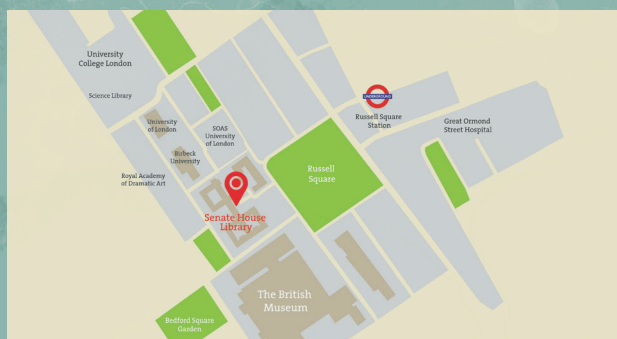 University
College London
Science Library
University
of London
SOAS
University
of London
Birbeck
University
Royal Academy
of Dramatic Art
Senate House
Library
UNDERGROUND
Russell Square
Station
Great Ormond
Street Hospital
Russell
Square
The British
Museum
Bedford Square
Garden